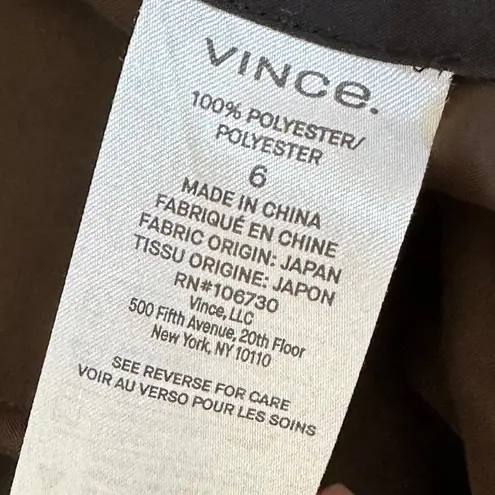 VINCE.
100% POLYESTER/
POLYESTER
6
MADE IN CHINA
FABRIQUÉ EN CHINE
FABRIC ORIGIN: JAPAN
TISSU ORIGINE: JAPON
RN#106730
Vince, LLC
500 Fifth Avenue, 20th Floor
New York, NY 10110
SEE REVERSE FOR CARE
VOIR AU VERSO POUR LES SOINS